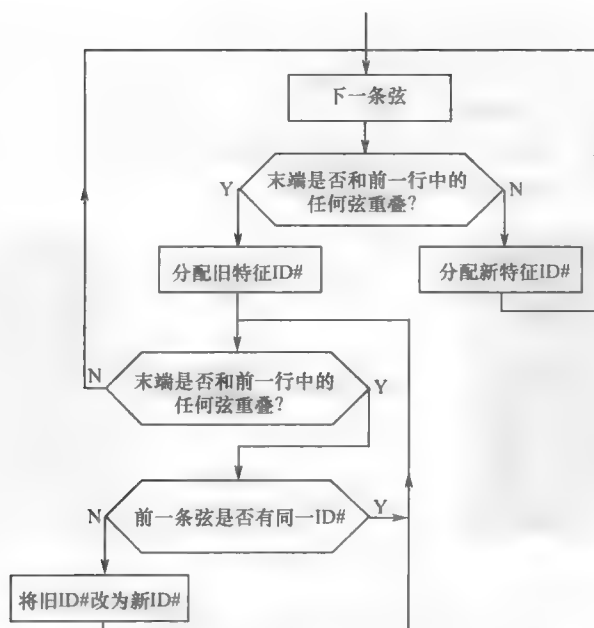 下一条弦
末端是否和前一行中的
任何弦重叠?
Y
N
分配旧特征ID#
分配新特征ID#
末端是否和前一行中的
任何弦重叠?
N
Y
前一条弦是否有同一ID#
N
Y
将旧ID#改为新ID#